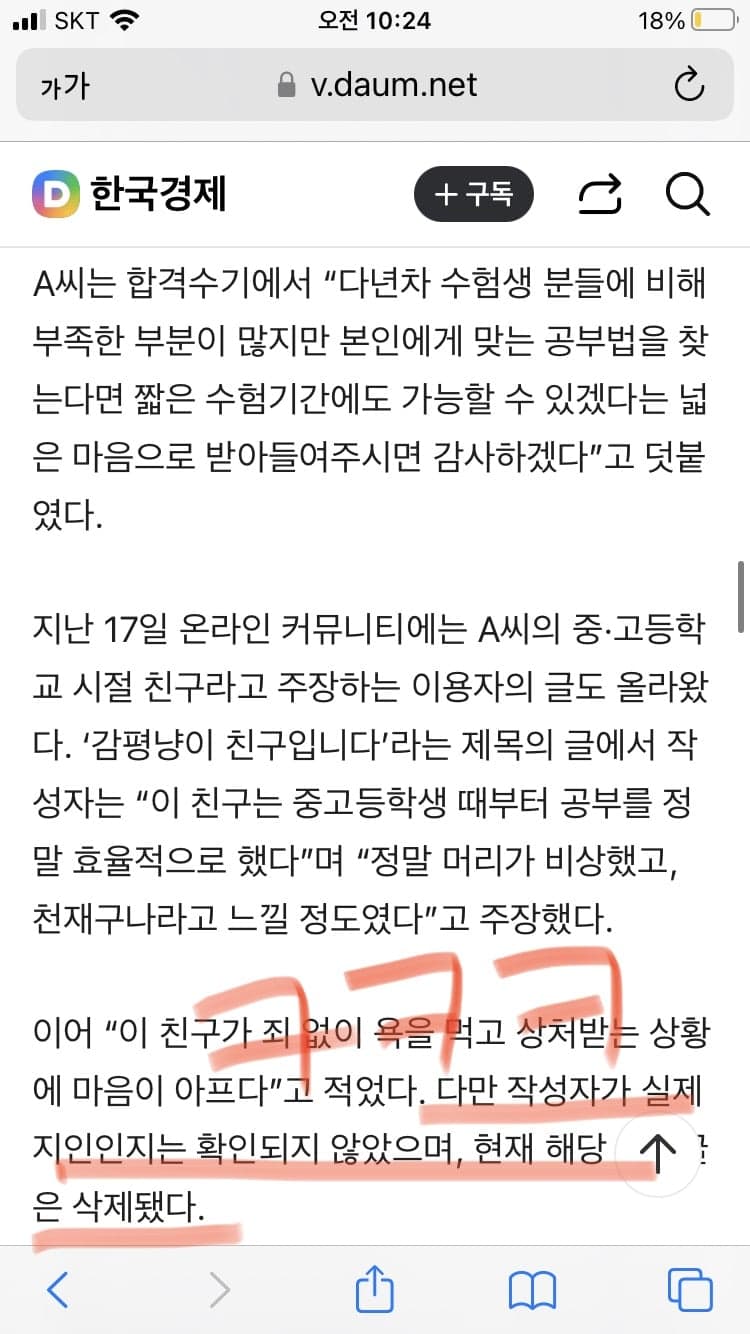 SKT 오전 10:24 18%
가가 v.daum.net
D 한국경제 + 구독
A씨는 합격수기에서 “다년차 수험생 분들에 비해
부족한 부분이 많지만 본인에게 맞는 공부법을 찾
는다면 짧은 수험기간에도 가능할 수 있겠다는 넓
은 마음으로 받아들여주시면 감사하겠다”고 덧붙
였다.
지난 17일 온라인 커뮤니티에는 A씨의 중·고등학
교 시절 친구라고 주장하는 이용자의 글도 올라왔
다. ‘감평냥이 친구입니다’라는 제목의 글에서 작
성자는 “이 친구는 중고등학생 때부터 공부를 정
말 효율적으로 했다”며 “정말 머리가 비상했고,
천재구나라고 느낄 정도였다”고 주장했다.
ㅋㅋㅋ
이어 “이 친구가 죄 없이 욕을 먹고 상처받는 상황
에 마음이 아프다”고 적었다. 다만 작성자가 실제
지인인지는 확인되지 않았으며, 현재 해당
은 삭제됐다.